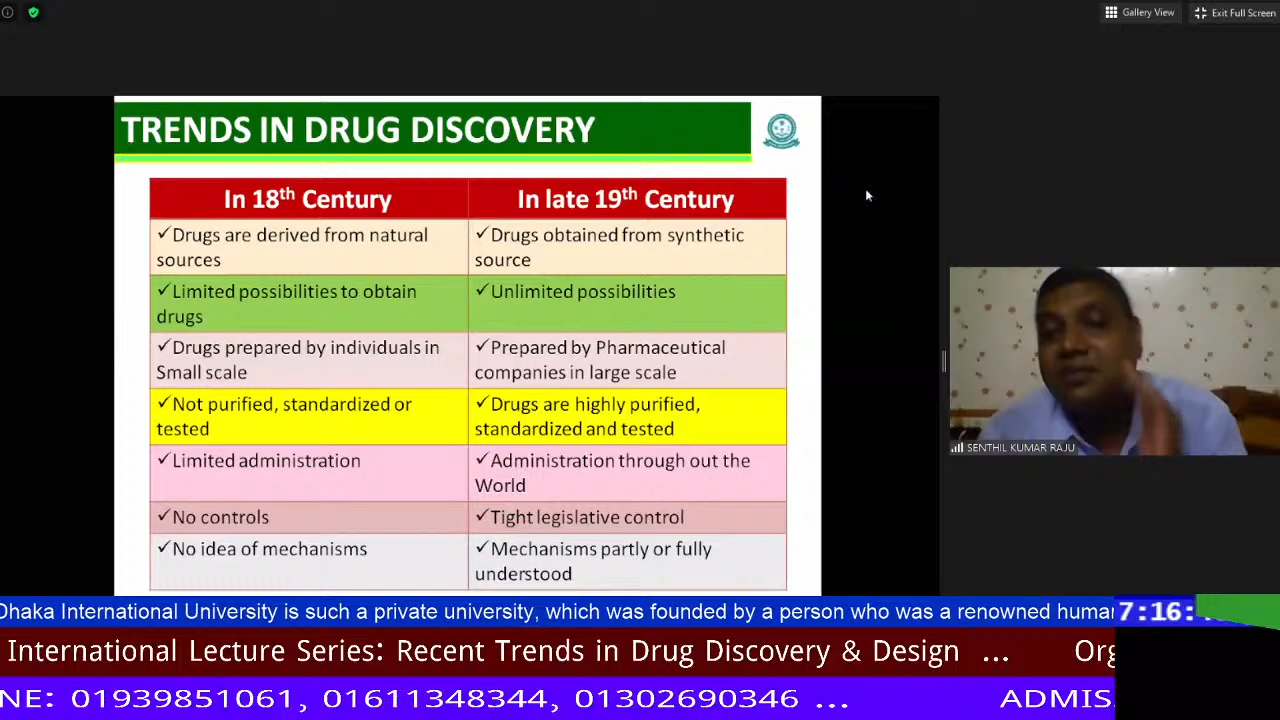 Gallery View
Exit Full Screen
TRENDS IN DRUG DISCOVERY
In 18th Century
In late 19th Century
✓Drugs are derived from natural
sources
✓Drugs obtained from synthetic
source
✓Limited possibilities to obtain
drugs
✓Unlimited possibilities
✓Drugs prepared by individuals in
Small scale
✓Prepared by Pharmaceutical
companies in large scale
✓Not purified, standardized or
tested
✓Drugs are highly purified,
standardized and tested
✓Limited administration
✓Administration through out the
World
✓No controls
✓Tight legislative control
✓No idea of mechanisms
✓Mechanisms partly or fully
understood
SENTHIL KUMAR RAJU
Dhaka International University is such a private university, which was founded by a person who was a renowned humar
7:16:
International Lecture Series: Recent Trends in Drug Discovery & Design ... Org
NE: 01939851061, 01611348344, 01302690346 ... ADMIS